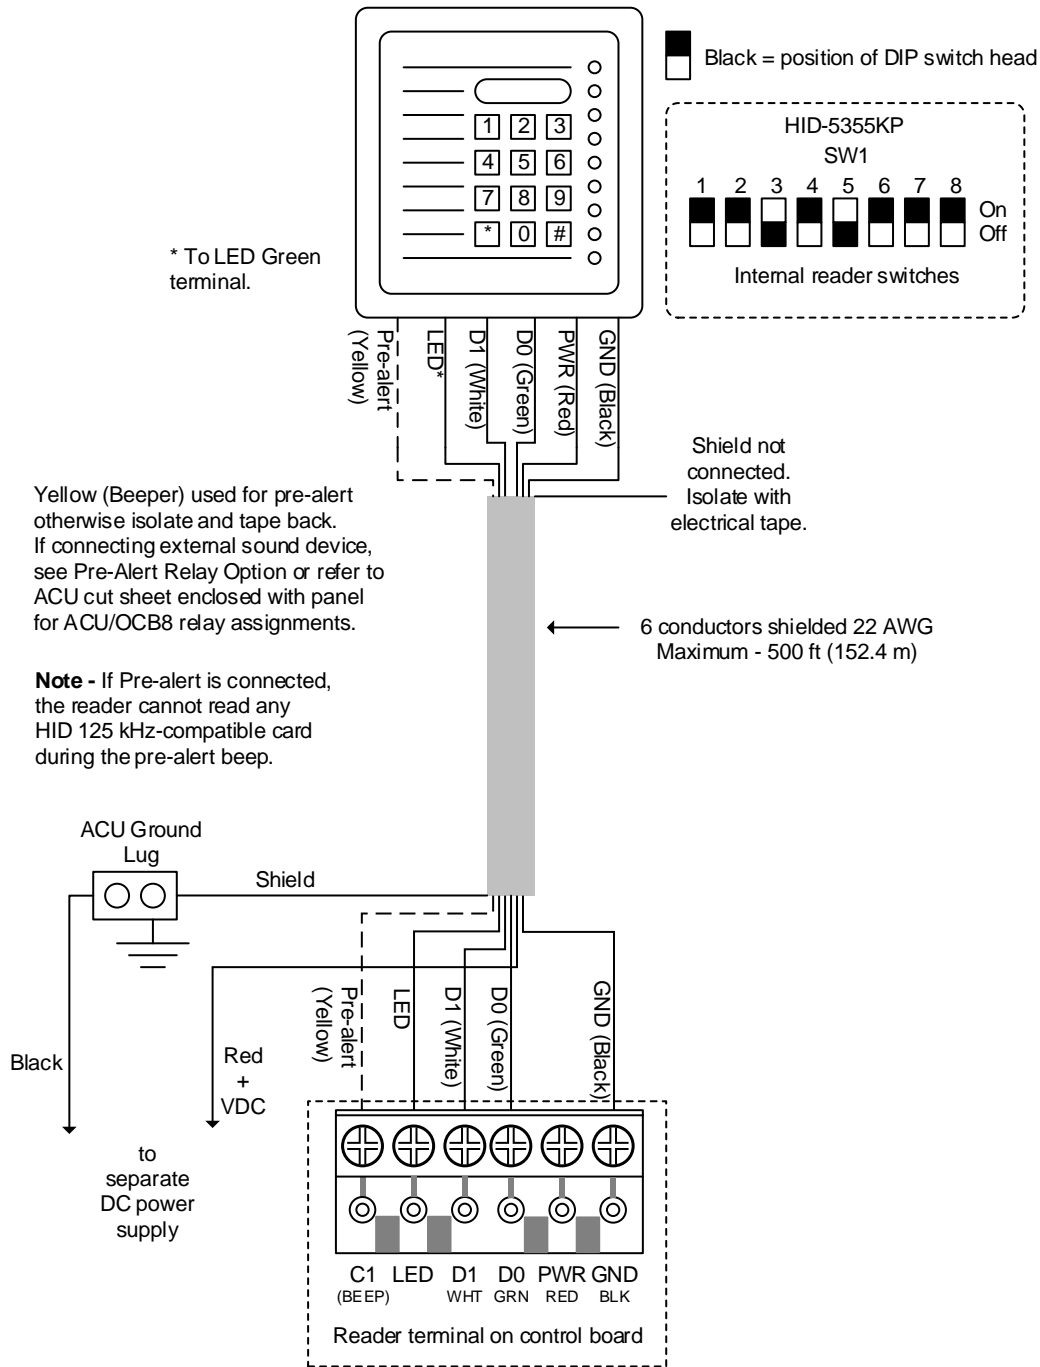 Black = position of DIP switch head
HID-5355KP
SW1
1 2 3 4 5 6 7 8
On
Off
Internal reader switches
1 2 3
4 5 6
7 8 9
* 0 #
* To LED Green
terminal.
Pre-alert
(Yellow)
LED*
D1 (White)
D0 (Green)
PWR (Red)
GND (Black)
Shield not
connected.
Isolate with
electrical tape.
Yellow (Beeper) used for pre-alert
otherwise isolate and tape back.
If connecting external sound device,
see Pre-Alert Relay Option or refer to
ACU cut sheet enclosed with panel
for ACU/OCB8 relay assignments.
6 conductors shielded 22 AWG
Maximum - 500 ft (152.4 m)
Note - If Pre-alert is connected,
the reader cannot read any
HID 125 kHz-compatible card
during the pre-alert beep.
ACU Ground
Lug
Shield
Black
Red
+
VDC
to
separate
DC power
supply
Pre-alert
(Yellow)
LED
D1 (White)
D0 (Green)
GND (Black)
C1 LED D1 D0 PWR GND
(BEEP) WHT GRN RED BLK
Reader terminal on control board